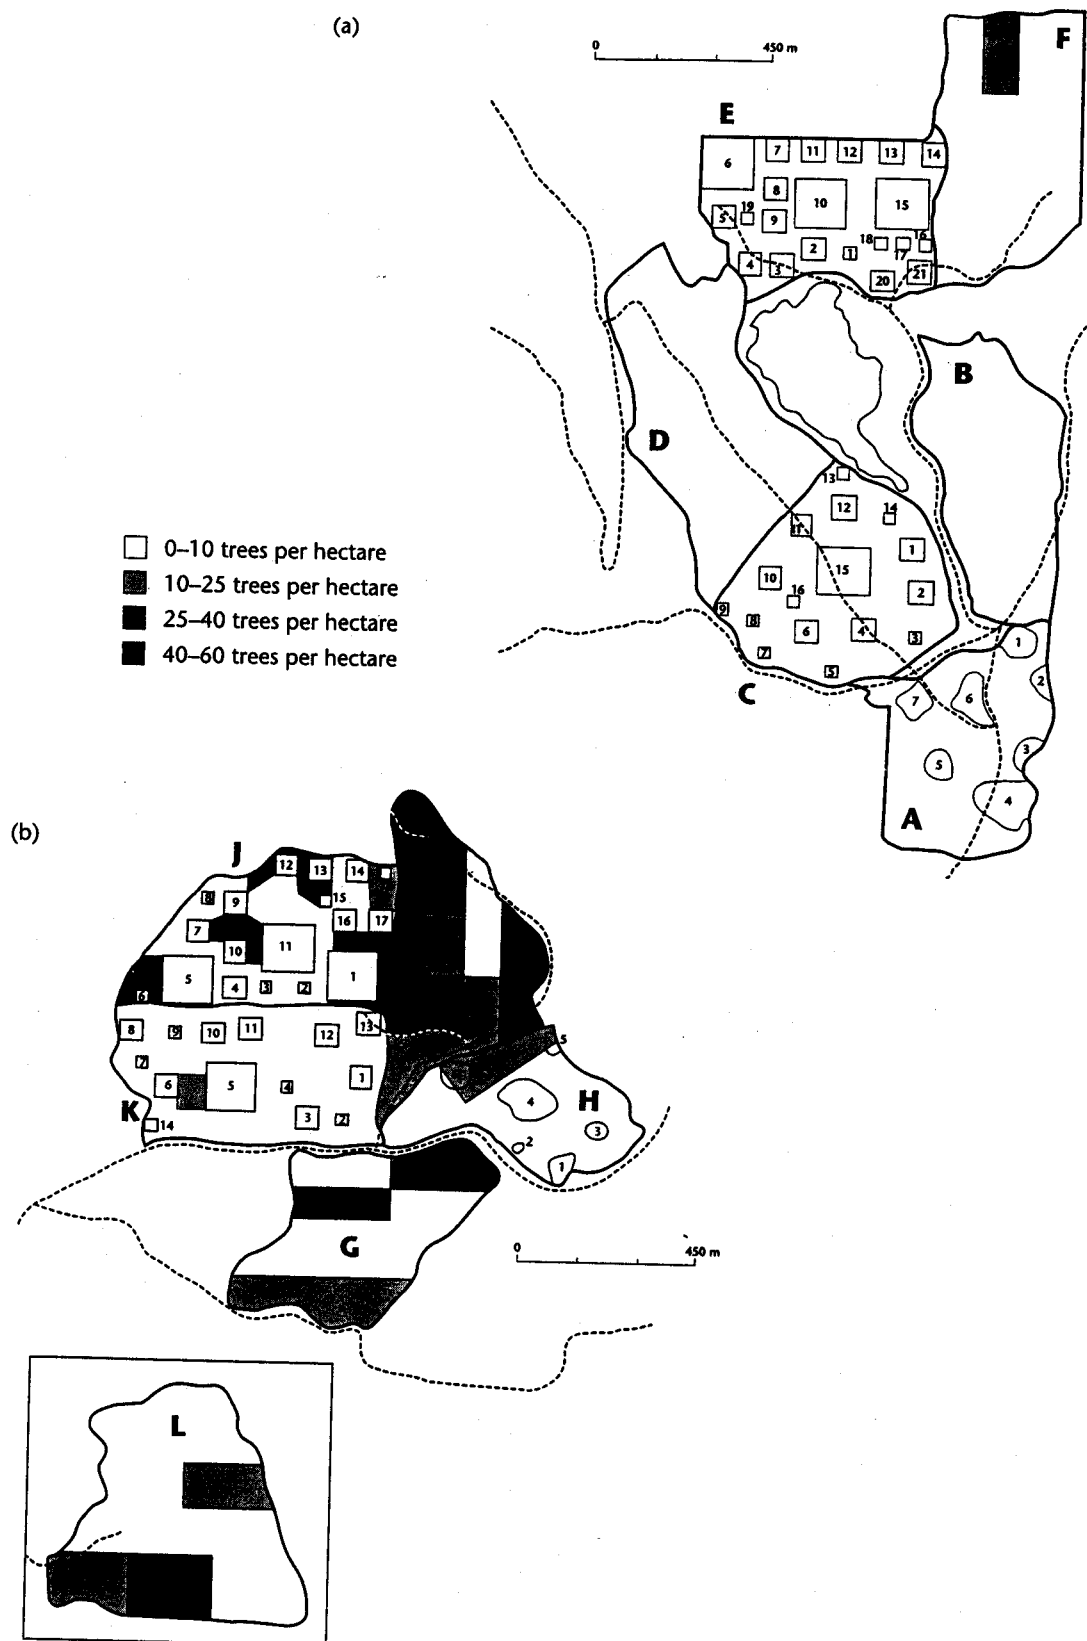 (a)
0 450 m
F
E
6 7 11 12 13 14
8 10 15
5 19 9
2 1 18 17 16
4 3 20 21
B
D
13
12 14
11 1
15
10 16 2
9
8 6 4 3
7
5
C
0–10 trees per hectare
10–25 trees per hectare
25–40 trees per hectare
40–60 trees per hectare
1
2
7 6
3
5
4
A
(b)
J
12 13 14
8 9 15
7 16 17
10 11
5 1
6 4 3 2
8 9 10 11 12 13
7
6 5 4 1
K
14 3 2
5
4 H
3
2
1
G
0 450 m
L